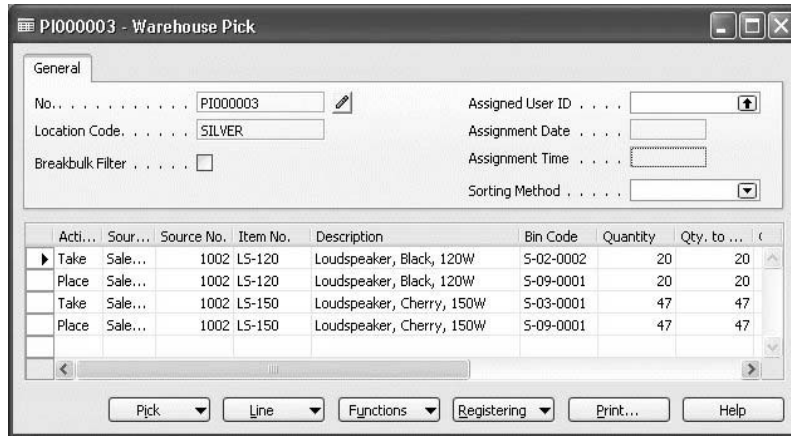 PI000003 - Warehouse Pick
General
No.. . . . . . . . . . . . PI000003
Assigned User ID . . . .
Location Code. . . . . . SILVER
Assignment Date . . . .
Breakbulk Filter . . . . .
Assignment Time . . . .
Sorting Method . . . . .
Acti... Sour... Source No. Item No. Description Bin Code Quantity Qty. to ...
Take Sale... 1002 LS-120 Loudspeaker, Black, 120W S-02-0002 20 20
Place Sale... 1002 LS-120 Loudspeaker, Black, 120W S-09-0001 20 20
Take Sale... 1002 LS-150 Loudspeaker, Cherry, 150W S-03-0001 47 47
Place Sale... 1002 LS-150 Loudspeaker, Cherry, 150W S-09-0001 47 47
Pick Line Functions Registering Print... Help